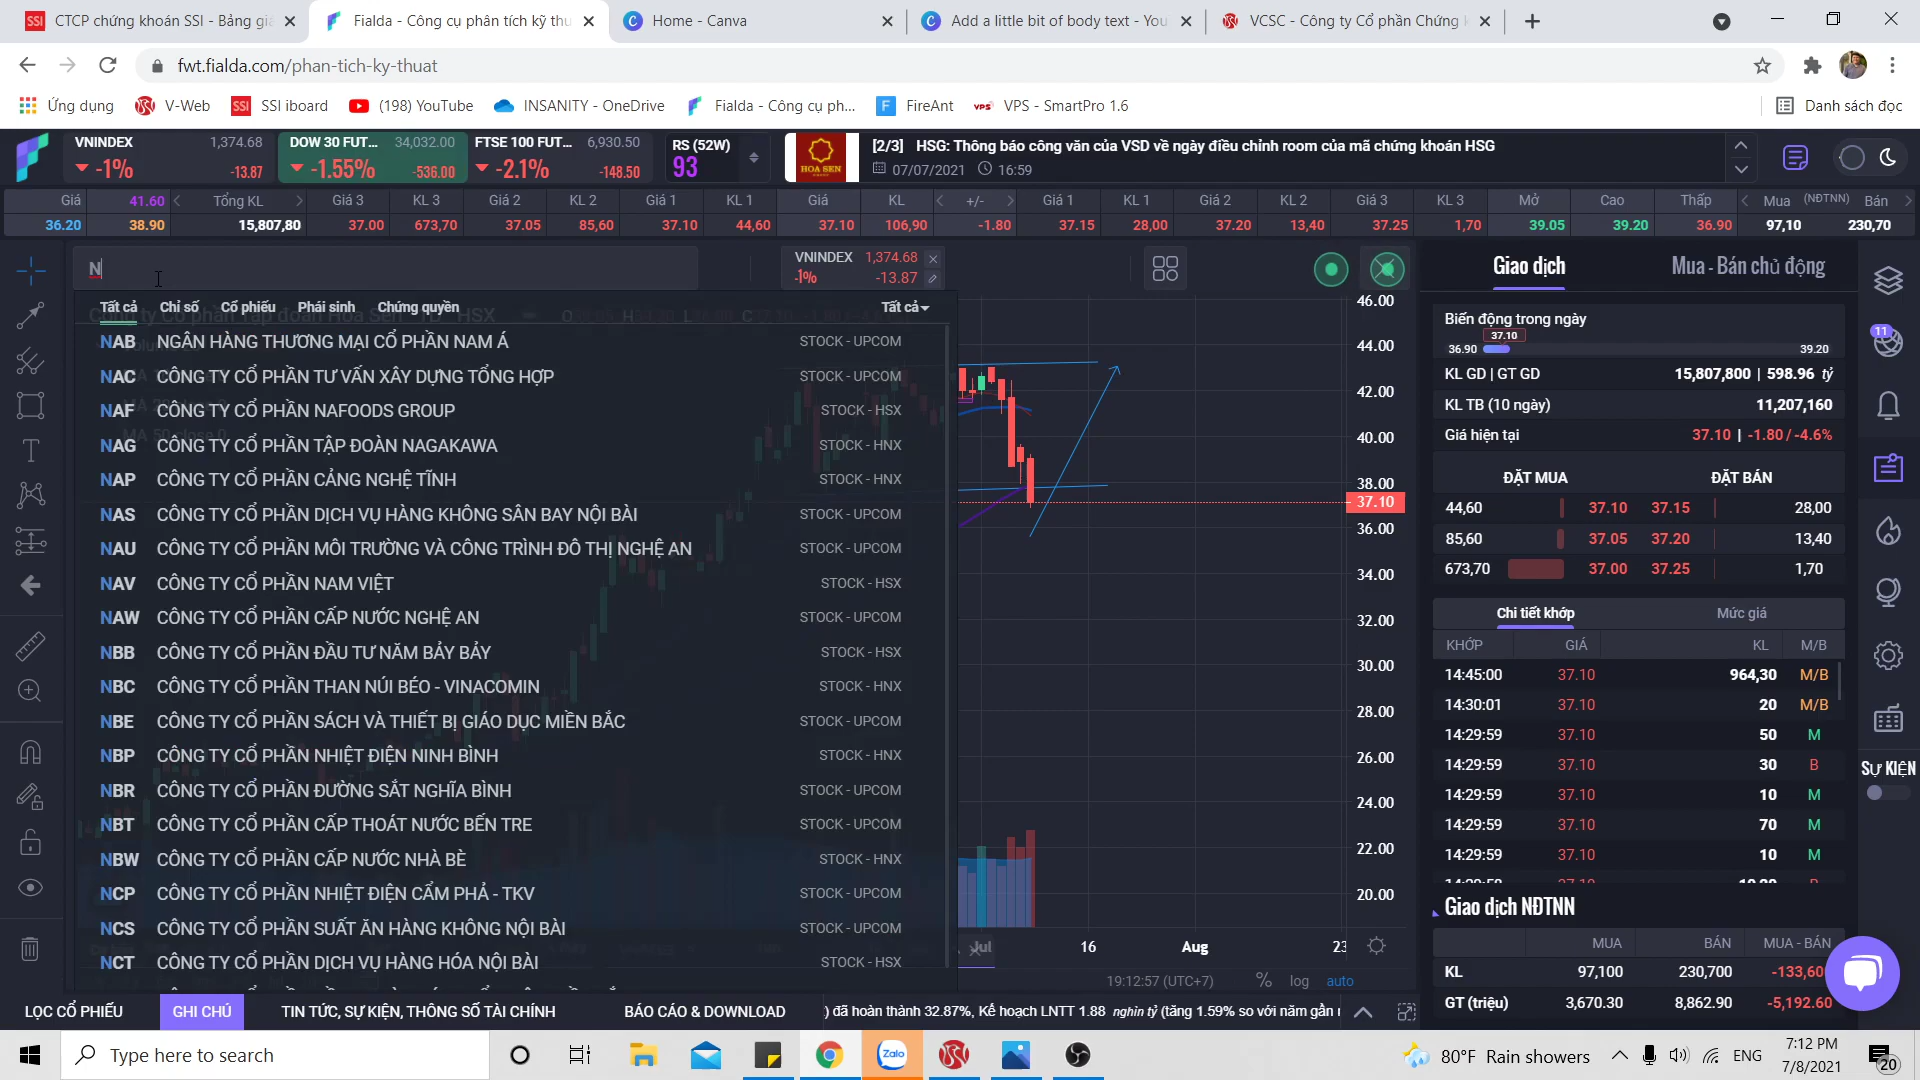 CTCP chứng khoán SSI - Bảng giá
Fialda - Công cụ phân tích kỹ thu
Home - Canva
Add a little bit of body text - You
VCSC - Công ty Cổ phần Chứng k
fwt.fialda.com/phan-tich-ky-thuat
Ứng dụng
V-Web
SSI iboard
(198) YouTube
INSANITY - OneDrive
Fialda - Công cụ ph...
FireAnt
VPS - SmartPro 1.6
Danh sách đọc
VNINDEX 1,374.68
-1% -13.87
DOW 30 FUT... 34,032.00
-1.55% -536.00
FTSE 100 FUT... 6,930.50
-2.1% -148.50
RS (52W)
93
HOA SEN
[2/3] HSG: Thông báo công văn của VSD về ngày điều chỉnh room của mã chứng khoán HSG
07/07/2021 16:59
Giá 41.60 Tổng KL Giá 3 KL 3 Giá 2 KL 2 Giá 1 KL 1 Giá KL +/- Giá 1 KL 1 Giá 2 KL 2 Giá 3 KL 3 Mở Cao Thấp Mua (NĐTNN) Bán
36.20 38.90 15,807,80 37.00 673,70 37.05 85,60 37.10 44,60 37.10 106,90 -1.80 37.15 28,00 37.20 13,40 37.25 1,70 39.05 39.20 36.90 97,10 230,70
N
VNINDEX 1,374.68
-1% -13.87
Tất cả Chỉ số Cổ phiếu Phái sinh Chứng quyền Tất cả
NAB NGÂN HÀNG THƯƠNG MẠI CỔ PHẦN NAM Á STOCK - UPCOM
NAC CÔNG TY CỔ PHẦN TƯ VẤN XÂY DỰNG TỔNG HỢP STOCK - UPCOM
NAF CÔNG TY CỔ PHẦN NAFOODS GROUP STOCK - HSX
NAG CÔNG TY CỔ PHẦN TẬP ĐOÀN NAGAKAWA STOCK - HNX
NAP CÔNG TY CỔ PHẦN CẢNG NGHỆ TĨNH STOCK - HNX
NAS CÔNG TY CỔ PHẦN DỊCH VỤ HÀNG KHÔNG SÂN BAY NỘI BÀI STOCK - UPCOM
NAU CÔNG TY CỔ PHẦN MÔI TRƯỜNG VÀ CÔNG TRÌNH ĐÔ THỊ NGHỆ AN STOCK - UPCOM
NAV CÔNG TY CỔ PHẦN NAM VIỆT STOCK - HSX
NAW CÔNG TY CỔ PHẦN CẤP NƯỚC NGHỆ AN STOCK - UPCOM
NBB CÔNG TY CỔ PHẦN ĐẦU TƯ NĂM BẢY BẢY STOCK - HSX
NBC CÔNG TY CỔ PHẦN THAN NÚI BÉO - VINACOMIN STOCK - HNX
NBE CÔNG TY CỔ PHẦN SÁCH VÀ THIẾT BỊ GIÁO DỤC MIỀN BẮC STOCK - UPCOM
NBP CÔNG TY CỔ PHẦN NHIỆT ĐIỆN NINH BÌNH STOCK - HNX
NBR CÔNG TY CỔ PHẦN ĐƯỜNG SẮT NGHĨA BÌNH STOCK - UPCOM
NBT CÔNG TY CỔ PHẦN CẤP THOÁT NƯỚC BẾN TRE STOCK - UPCOM
NBW CÔNG TY CỔ PHẦN CẤP NƯỚC NHÀ BÈ STOCK - HNX
NCP CÔNG TY CỔ PHẦN NHIỆT ĐIỆN CẨM PHẢ - TKV STOCK - UPCOM
NCS CÔNG TY CỔ PHẦN SUẤT ĂN HÀNG KHÔNG NỘI BÀI STOCK - UPCOM
NCT CÔNG TY CỔ PHẦN DỊCH VỤ HÀNG HÓA NỘI BÀI STOCK - HSX
46.00
44.00
42.00
40.00
38.00
37.10
36.00
34.00
32.00
30.00
28.00
26.00
24.00
22.00
20.00
Jul 16 Aug 23
19:12:57 (UTC+7) % log auto
Giao dịch Mua - Bán chủ động
Biến động trong ngày
37.10
36.90 39.20
KL GD | GT GD 15,807,800 | 598.96 tỷ
KL TB (10 ngày) 11,207,160
Giá hiện tại 37.10 | -1.80 / -4.6%
ĐẶT MUA ĐẶT BÁN
44,60 37.10 37.15 28,00
85,60 37.05 37.20 13,40
673,70 37.00 37.25 1,70
Chi tiết khớp Mức giá
KHỚP GIÁ KL M/B
14:45:00 37.10 964,30 M/B
14:30:01 37.10 20 M/B
14:29:59 37.10 50 M
14:29:59 37.10 30 B
14:29:59 37.10 10 M
14:29:59 37.10 70 M
14:29:59 37.10 10 M
Giao dịch NĐTNN
MUA BÁN MUA - BÁN
KL 97,100 230,700 -133,60
GT (triệu) 3,670.30 8,862.90 -5,192.60
11
SỰ KIỆN
LỌC CỔ PHIẾU
GHI CHÚ
TIN TỨC, SỰ KIỆN, THÔNG SỐ TÀI CHÍNH
BÁO CÁO & DOWNLOAD
) đã hoàn thành 32.87%, Kế hoạch LNTT 1.88 nghìn tỷ (tăng 1.59% so với năm gần
Type here to search
Zalo
80°F Rain showers
ENG
7:12 PM
7/8/2021
20